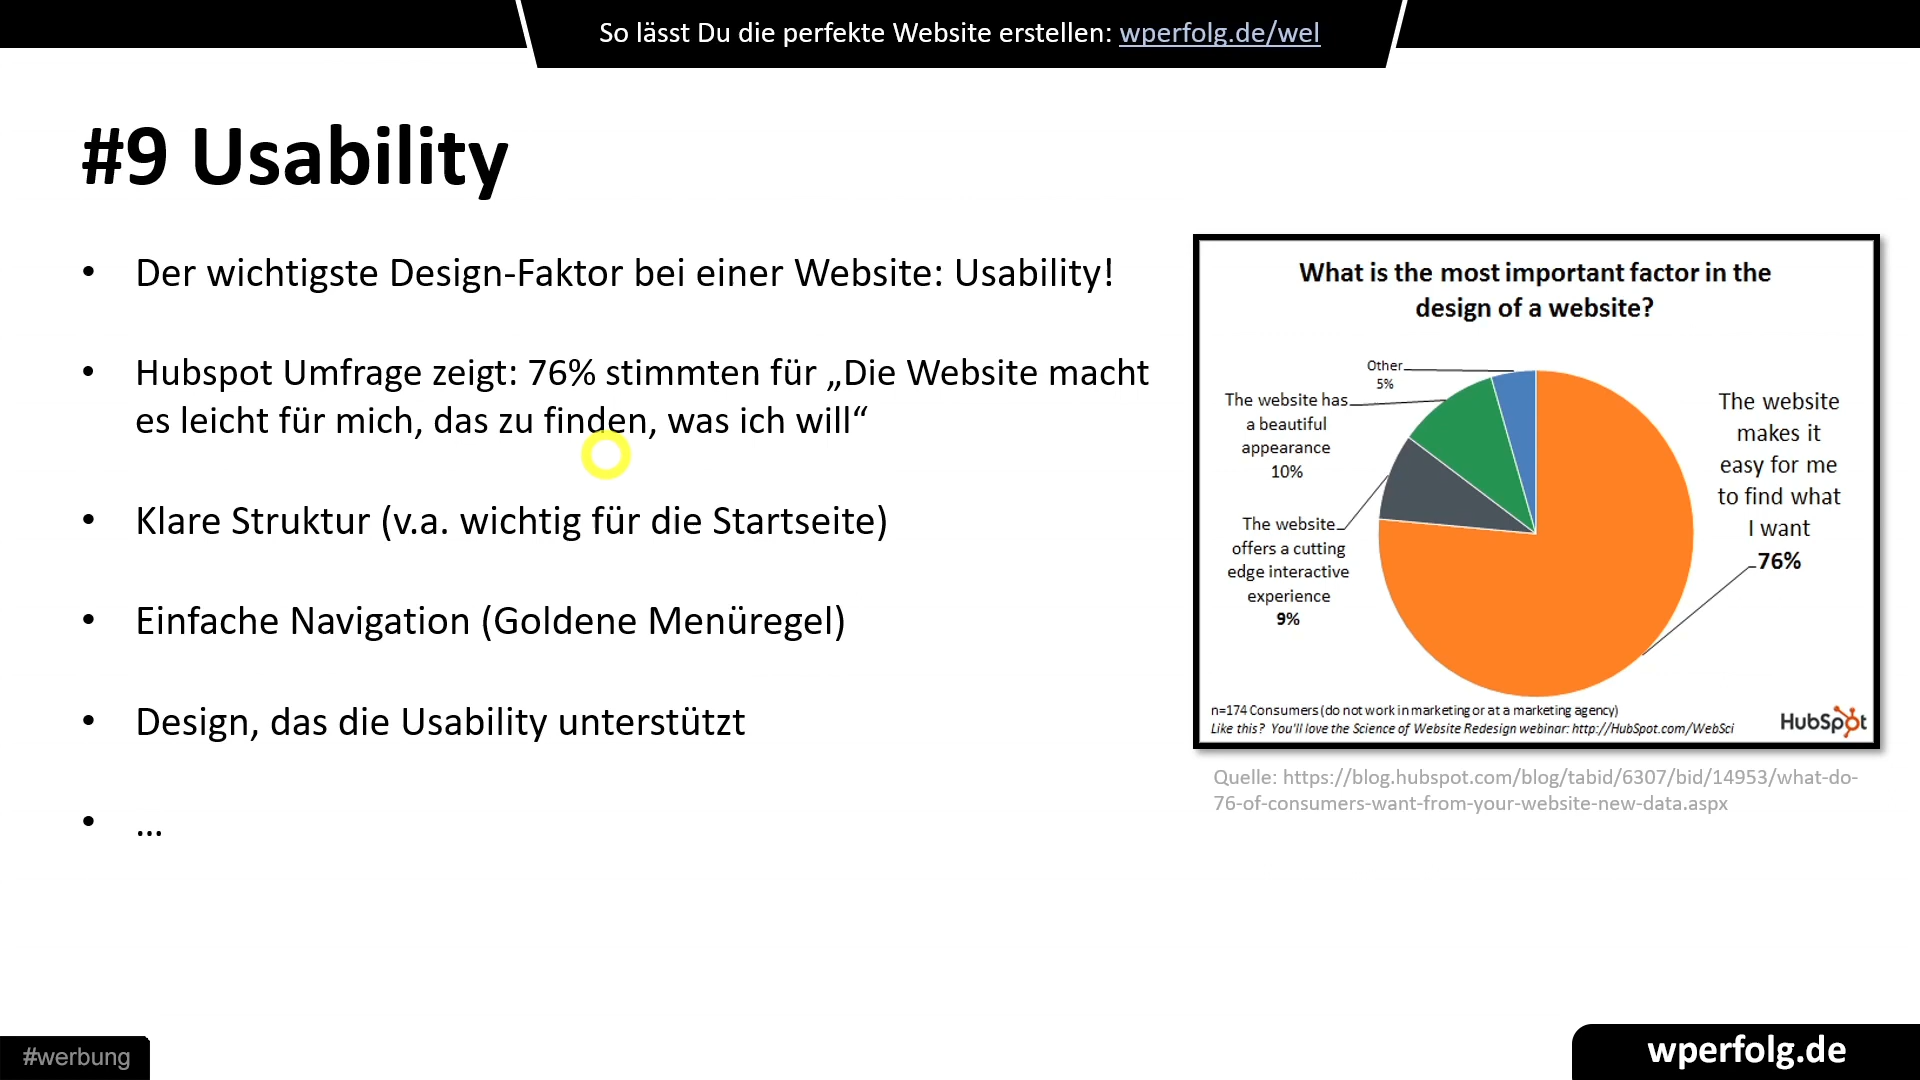 So lässt Du die perfekte Website erstellen: wperfolg.de/wel
#9 Usability
• Der wichtigste Design-Faktor bei einer Website: Usability!
• Hubspot Umfrage zeigt: 76% stimmten für „Die Website macht
es leicht für mich, das zu finden, was ich will“
• Klare Struktur (v.a. wichtig für die Startseite)
• Einfache Navigation (Goldene Menüregel)
• Design, das die Usability unterstützt
• ...
What is the most important factor in the
design of a website?
Other
5%
The website has
a beautiful
appearance
10%
The website
offers a cutting
edge interactive
experience
9%
The website
makes it
easy for me
to find what
I want
76%
n=174 Consumers (do not work in marketing or at a marketing agency)
Like this? You'll love the Science of Website Redesign webinar: http://HubSpot.com/WebSci
HubSpot
Quelle: https://blog.hubspot.com/blog/tabid/6307/bid/14953/what-do-
76-of-consumers-want-from-your-website-new-data.aspx
#werbung
wperfolg.de